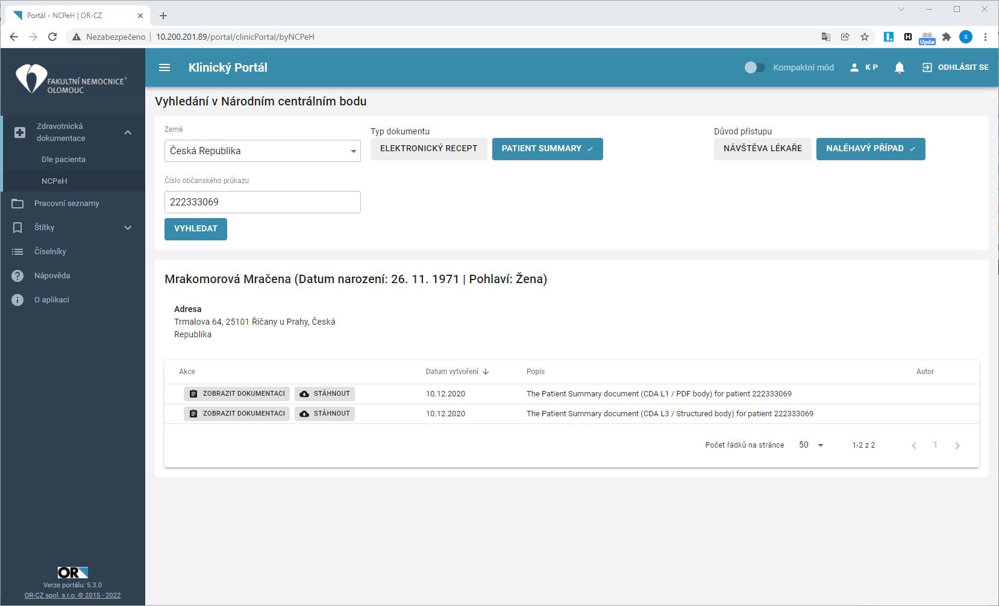 Portál - NCPeH | OR-CZ
Nezabezpečeno | 10.200.201.89/portal/clinicPortal/byNCPeH
Upda
S
FAKULTNÍ NEMOCNICE®
OLOMOUC
Klinický Portál
Kompaktní mód
K P
ODHLÁSIT SE
Zdravotnická
dokumentace
Dle pacienta
NCPeH
Pracovní seznamy
Štítky
Číselníky
Nápověda
O aplikaci
OR
Verze portálu: 5.3.0
OR-CZ spol. s r.o. © 2015 - 2022
Vyhledání v Národním centrálním bodu
Země
Česká Republika
Typ dokumentu
ELEKTRONICKÝ RECEPT
PATIENT SUMMARY
Důvod přístupu
NÁVŠTĚVA LÉKAŘE
NALÉHAVÝ PŘÍPAD
Číslo občanského průkazu
222333069
VYHLEDAT
Mrakomorová Mračena (Datum narození: 26. 11. 1971 | Pohlaví: Žena)
Adresa
Trmalova 64, 25101 Říčany u Prahy, Česká
Republika
Akce Datum vytvoření Popis Autor
ZOBRAZIT DOKUMENTACI STÁHNOUT 10.12.2020 The Patient Summary document (CDA L1 / PDF body) for patient 222333069
ZOBRAZIT DOKUMENTACI STÁHNOUT 10.12.2020 The Patient Summary document (CDA L3 / Structured body) for patient 222333069
Počet řádků na stránce 50 1-2 z 2 1